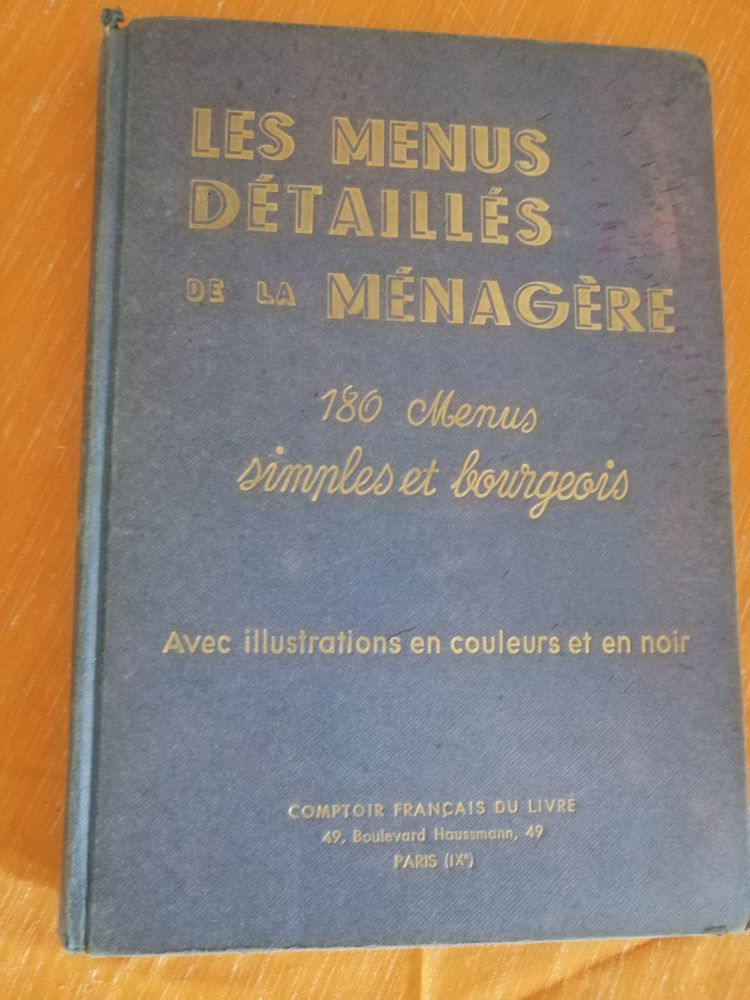 LES MENUS
DÉTAILLÉS
DE LA MÉNAGÈRE
180 Menus
simples et bourgeois
Avec illustrations en couleurs et en noir
COMPTOIR FRANÇAIS DU LIVRE
49, Boulevard Haussmann, 49
PARIS (IXe)